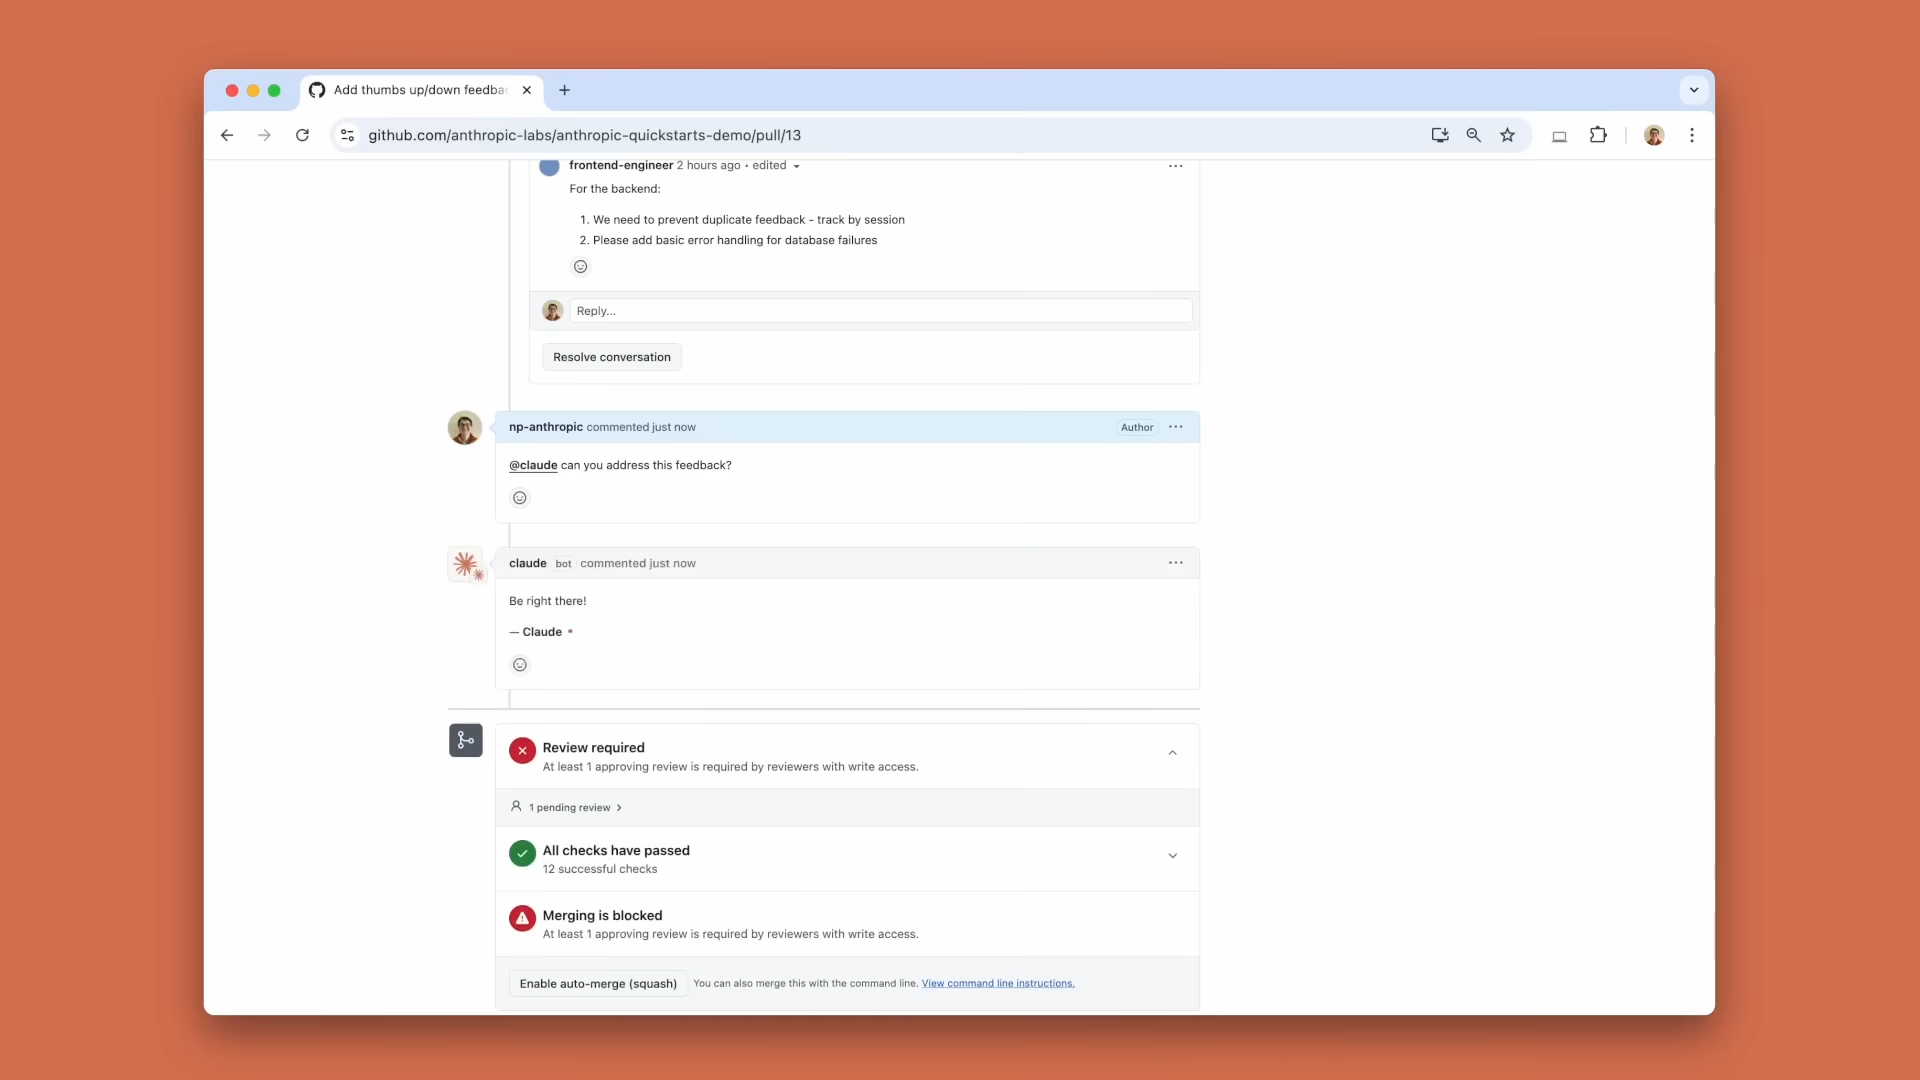 Add thumbs up/down feedba
github.com/anthropic-labs/anthropic-quickstarts-demo/pull/13
frontend-engineer 2 hours ago • edited
For the backend:
1. We need to prevent duplicate feedback - track by session
2. Please add basic error handling for database failures
Reply...
Resolve conversation
np-anthropic commented just now
Author
@claude can you address this feedback?
claude bot commented just now
Be right there!
— Claude
Review required
At least 1 approving review is required by reviewers with write access.
1 pending review
All checks have passed
12 successful checks
Merging is blocked
At least 1 approving review is required by reviewers with write access.
Enable auto-merge (squash) You can also merge this with the command line. View command line instructions.